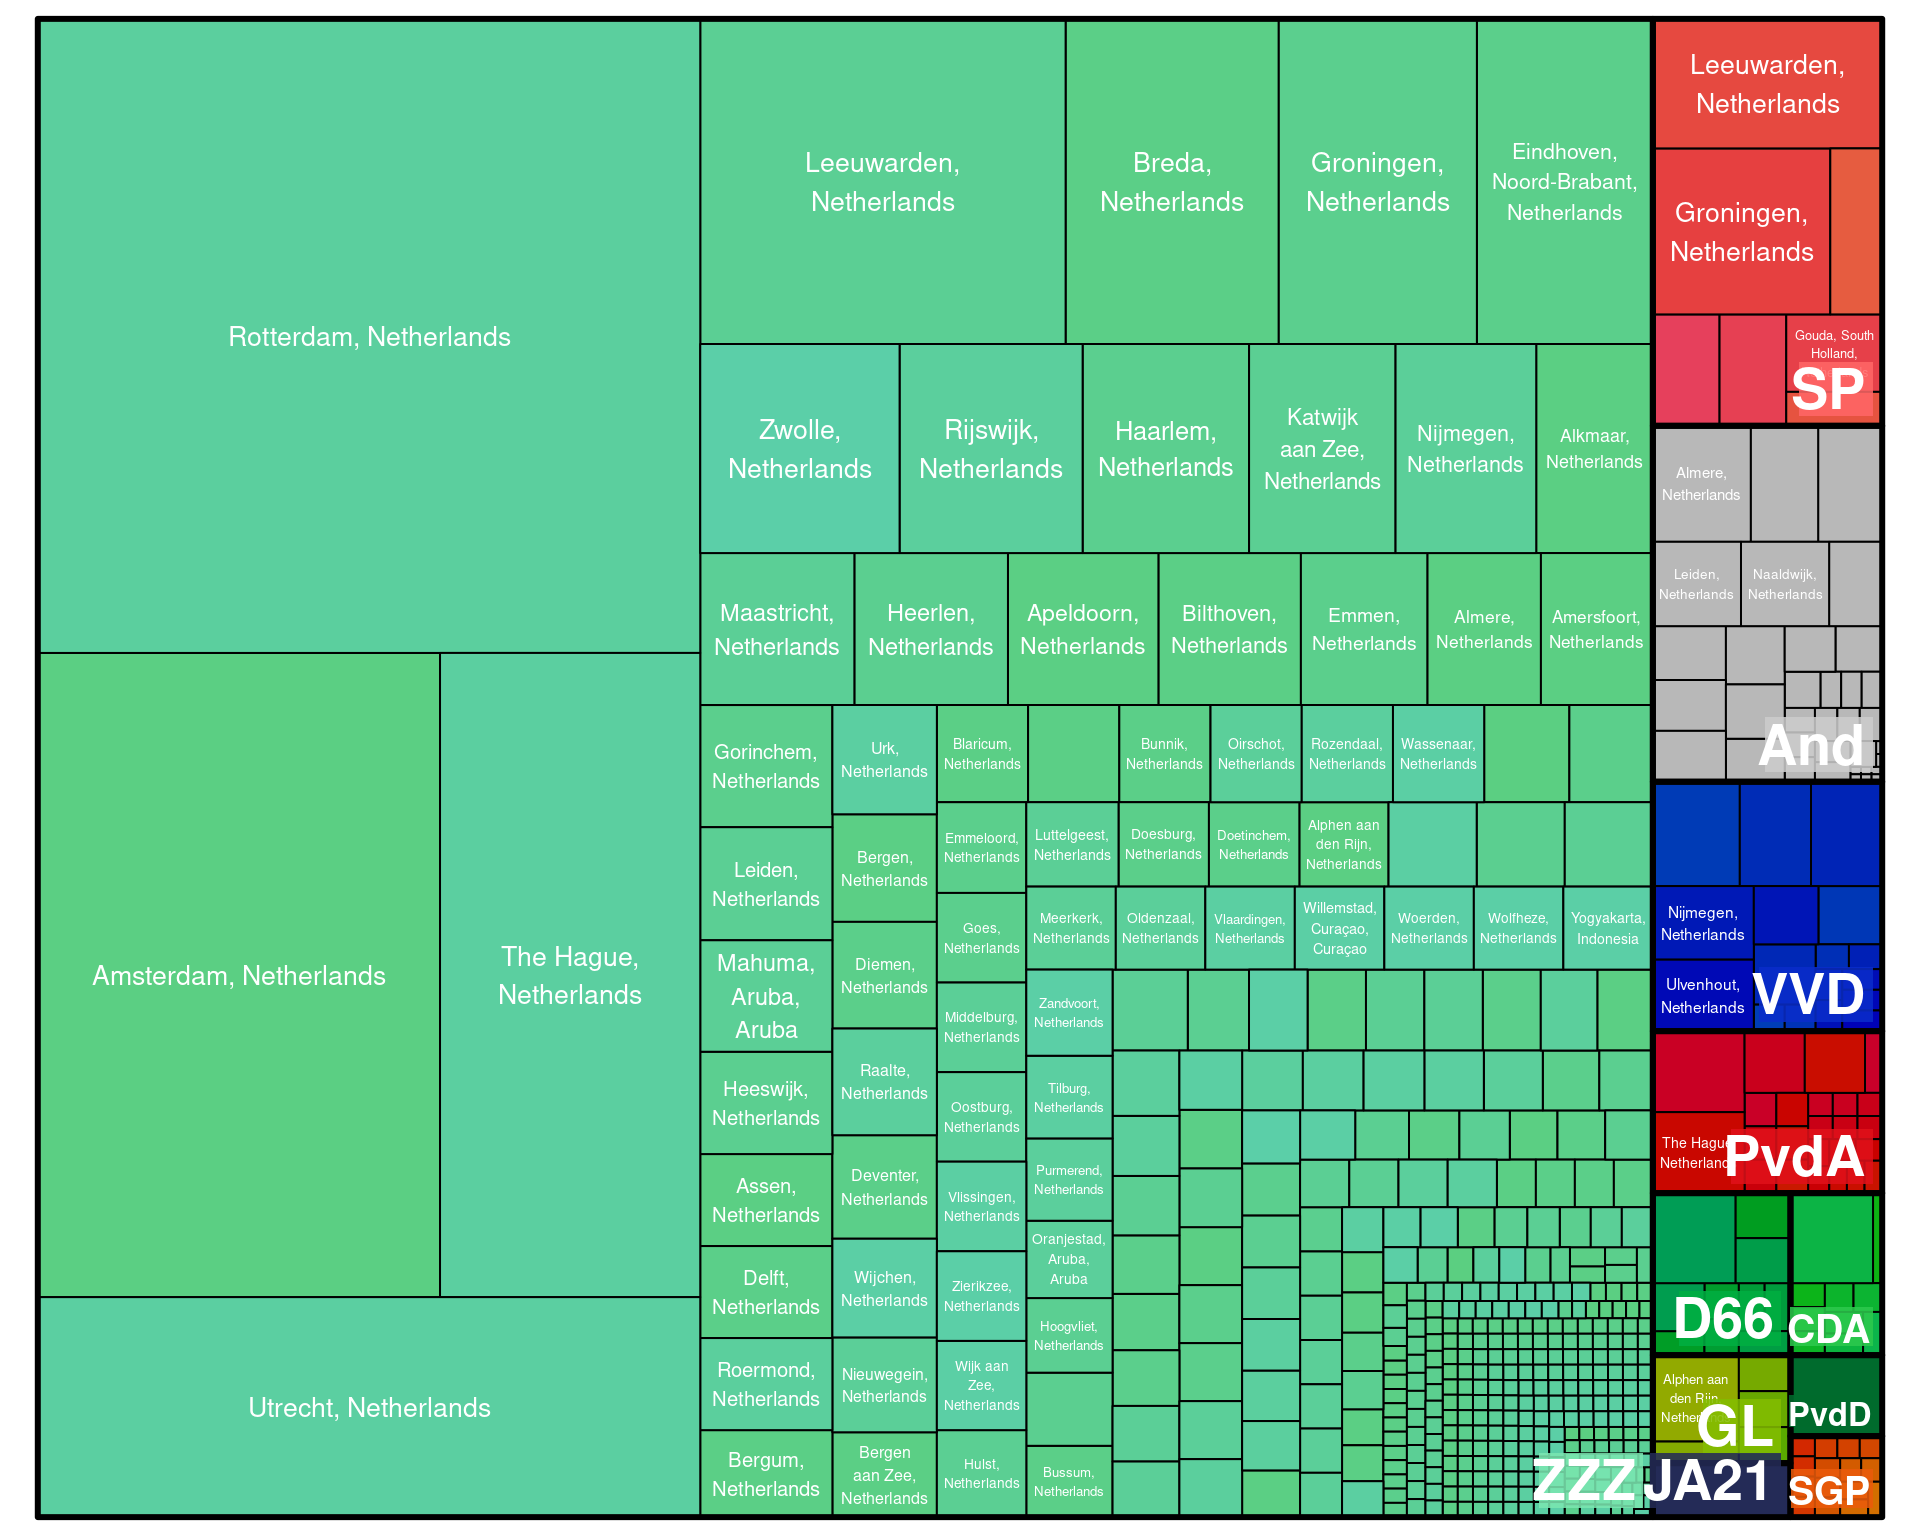 Rotterdam, Netherlands
Amsterdam, Netherlands
The Hague,
Netherlands
Utrecht, Netherlands
Leeuwarden,
Netherlands
Breda,
Netherlands
Groningen,
Netherlands
Eindhoven,
Noord-Brabant,
Netherlands
Zwolle,
Netherlands
Rijswijk,
Netherlands
Haarlem,
Netherlands
Katwijk
aan Zee,
Netherlands
Nijmegen,
Netherlands
Alkmaar,
Netherlands
Maastricht,
Netherlands
Heerlen,
Netherlands
Apeldoorn,
Netherlands
Bilthoven,
Netherlands
Emmen,
Netherlands
Almere,
Netherlands
Amersfoort,
Netherlands
Gorinchem,
Netherlands
Leiden,
Netherlands
Mahuma,
Aruba,
Aruba
Heeswijk,
Netherlands
Assen,
Netherlands
Delft,
Netherlands
Roermond,
Netherlands
Bergum,
Netherlands
Urk,
Netherlands
Bergen,
Netherlands
Diemen,
Netherlands
Raalte,
Netherlands
Deventer,
Netherlands
Wijchen,
Netherlands
Nieuwegein,
Netherlands
Bergen
aan Zee,
Netherlands
Blaricum,
Netherlands
Emmeloord,
Netherlands
Goes,
Netherlands
Middelburg,
Netherlands
Oostburg,
Netherlands
Vlissingen,
Netherlands
Zierikzee,
Netherlands
Wijk aan
Zee,
Netherlands
Hulst,
Netherlands
Bunnik,
Netherlands
Oirschot,
Netherlands
Rozendaal,
Netherlands
Wassenaar,
Netherlands
Luttelgeest,
Netherlands
Doesburg,
Netherlands
Doetinchem,
Netherlands
Alphen aan
den Rijn,
Netherlands
Meerkerk,
Netherlands
Oldenzaal,
Netherlands
Vlaardingen,
Netherlands
Willemstad,
Curaçao,
Curaçao
Woerden,
Netherlands
Wolfheze,
Netherlands
Yogyakarta,
Indonesia
Zandvoort,
Netherlands
Tilburg,
Netherlands
Purmerend,
Netherlands
Oranjestad,
Aruba,
Aruba
Hoogvliet,
Netherlands
Bussum,
Netherlands
ZZZ
Leeuwarden,
Netherlands
Groningen,
Netherlands
Gouda, South
Holland,
SP
Almere,
Netherlands
Leiden,
Netherlands
Naaldwijk,
Netherlands
And
Nijmegen,
Netherlands
Ulvenhout,
Netherlands
VVD
The Hague,
Netherlands
PvdA
D66
CDA
Alphen aan
den Rijn,
Netherlands
GL
PvdD
JA21
SGP